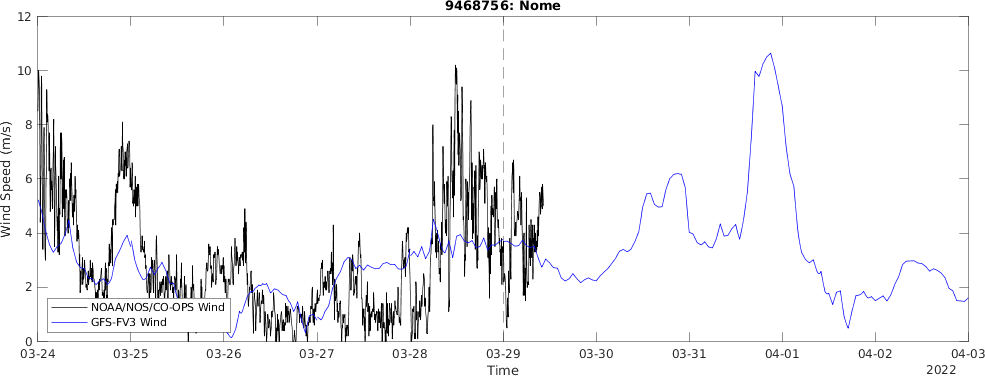 9468756: Nome
12
10
8
6
4
2
0
Wind Speed (m/s)
NOAA/NOS/CO-OPS Wind
GFS-FV3 Wind
03-24 03-25 03-26 03-27 03-28 03-29 03-30 03-31 04-01 04-02 04-03
Time
2022